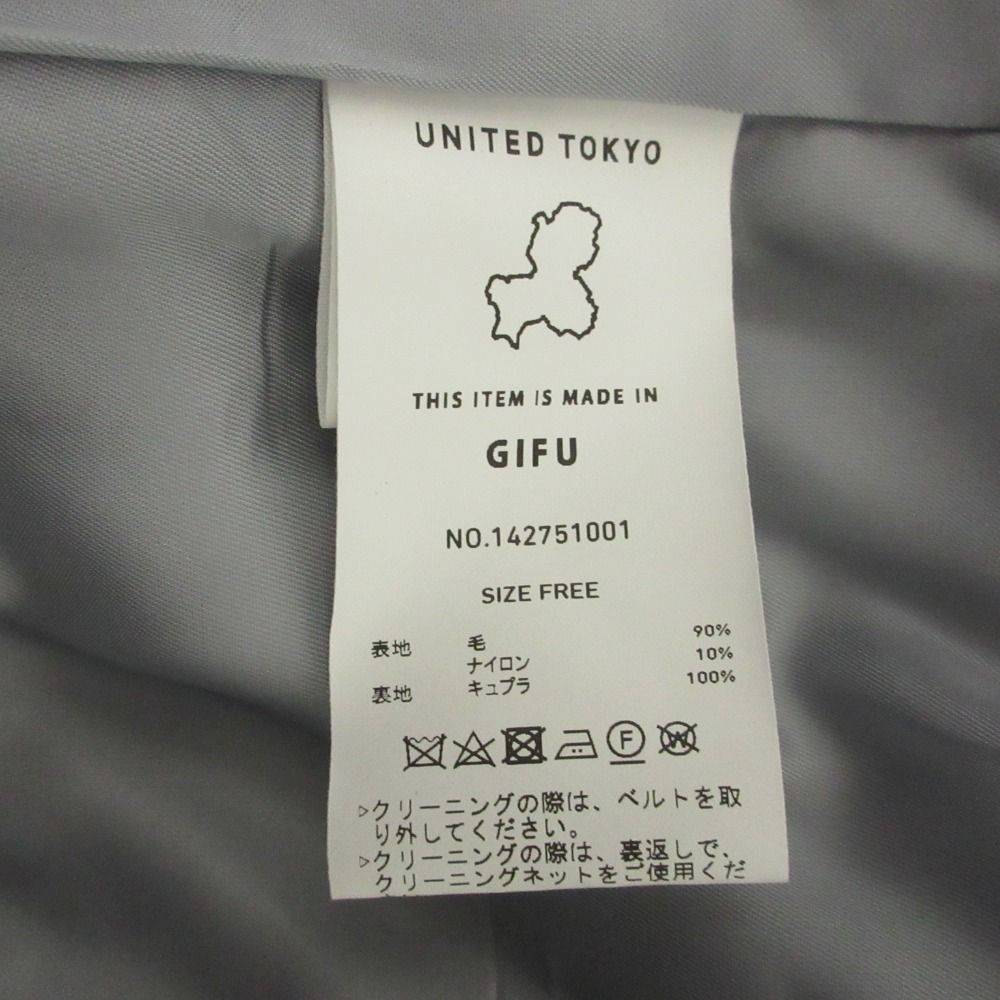 UNITED TOKYO
THIS ITEM IS MADE IN
GIFU
NO.142751001
SIZE FREE
表地 毛 90%
ナイロン 10%
裏地 キュプラ 100%
F W
▷クリーニングの際は、ベルトを取
り外してください。
▷クリーニングの際は、裏返しで、
クリーニングネットをご使用くだ